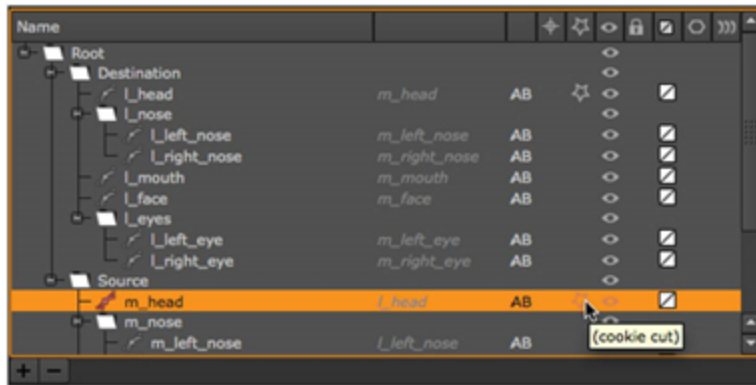 Name
Root
Destination
l_head m_head AB
l_nose
l_left_nose m_left_nose AB
l_right_nose m_right_nose AB
l_mouth m_mouth AB
l_face m_face AB
l_eyes
l_left_eye m_left_eye AB
l_right_eye m_right_eye AB
Source
m_head l_head AB
m_nose
(cookie cut)
m_left_nose l_left_nose AB